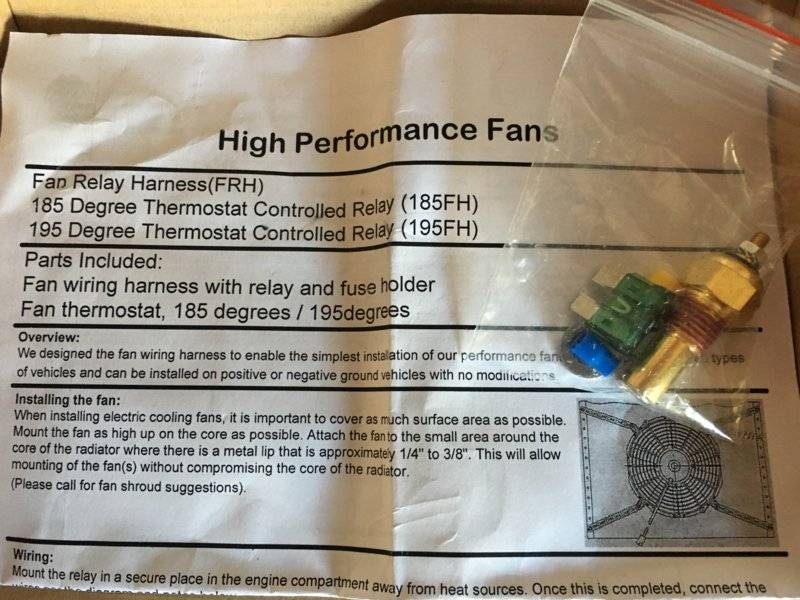 High Performance Fans
Fan Relay Harness(FRH)
185 Degree Thermostat Controlled Relay (185FH)
195 Degree Thermostat Controlled Relay (195FH)
Parts Included:
Fan wiring harness with relay and fuse holder
Fan thermostat, 185 degrees / 195degrees
Overview:
We designed the fan wiring harness to enable the simplest installation of our performance fan types
of vehicles and can be installed on positive or negative ground vehicles with no modifications
Installing the fan:
When installing electric cooling fans, it is important to cover as much surface area as possible.
Mount the fan as high up on the core as possible. Attach the fan to the small area around the
core of the radiator where there is a metal lip that is approximately 1/4" to 3/8". This will allow
mounting of the fan(s) without compromising the core of the radiator.
(Please call for fan shroud suggestions).
Wiring:
Mount the relay in a secure place in the engine compartment away from heat sources. Once this is completed, connect the